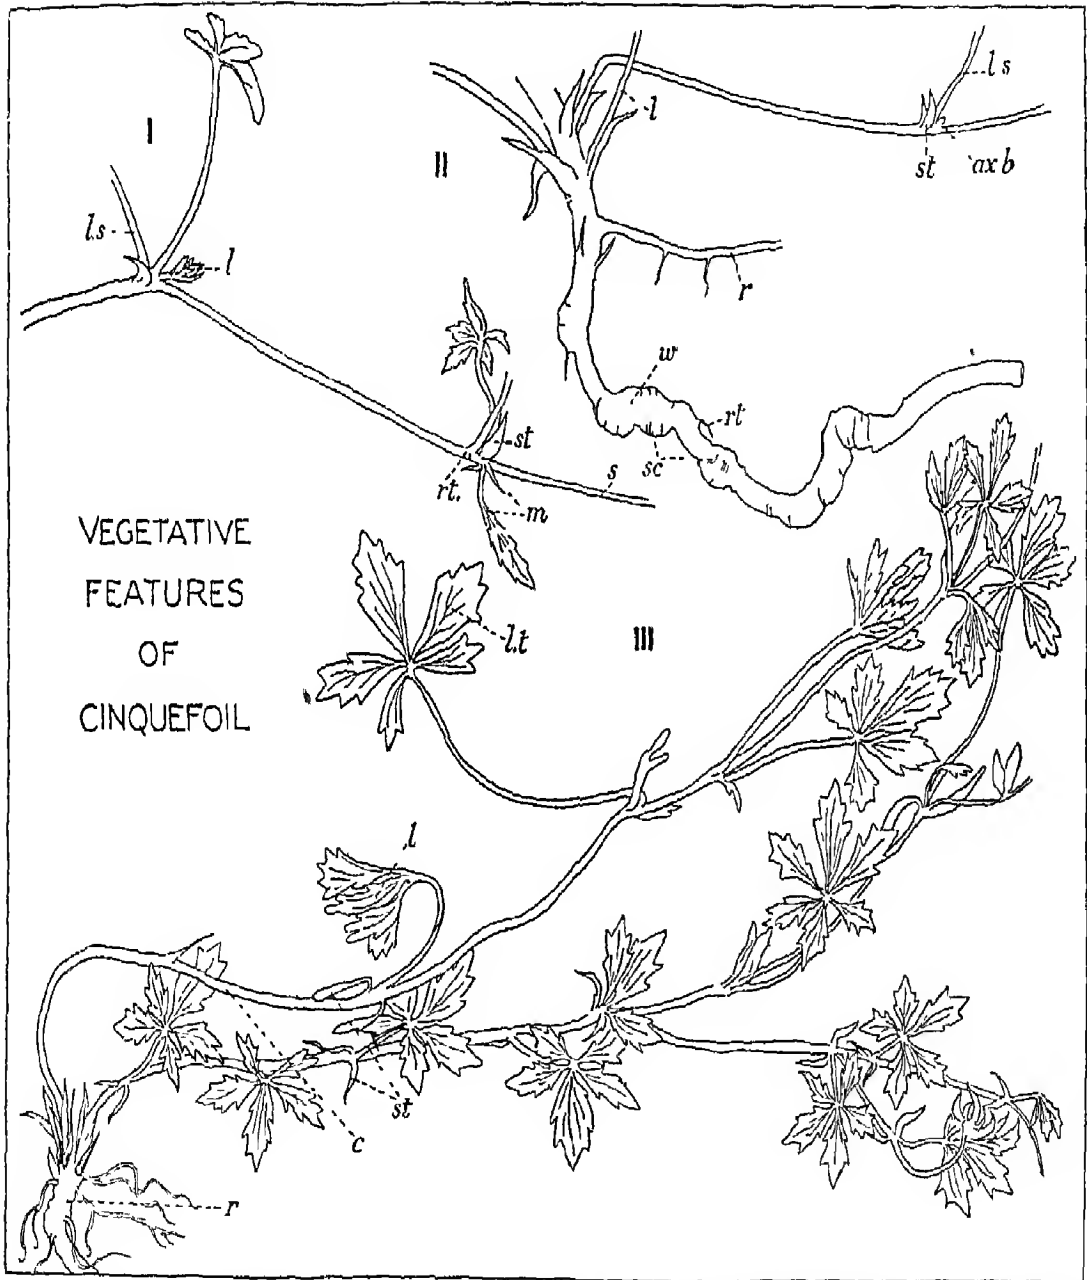 I
l.s
l
st
rt.
s
m
II
l
l s
st
ax b
r
w
rt
sc
VEGETATIVE
FEATURES
OF
CINQUEFOIL
l.t
III
l
st
c
r